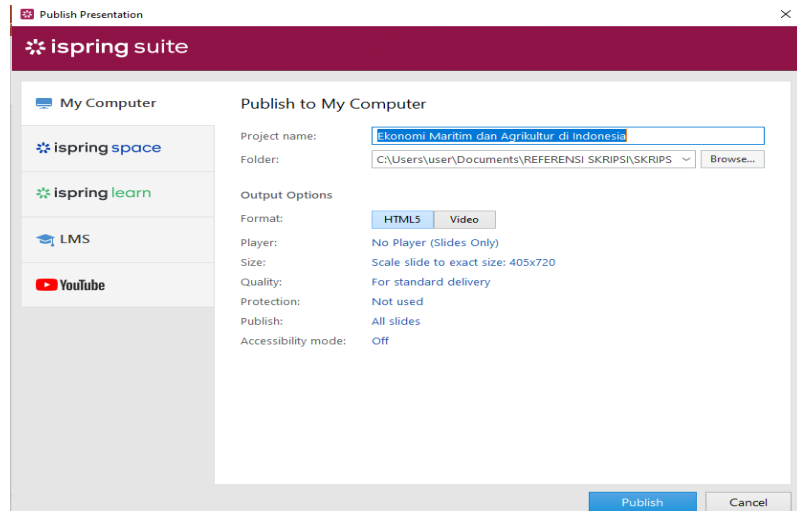 Publish Presentation
ispring suite
My Computer
ispring space
ispring learn
LMS
YouTube
Publish to My Computer
Project name: Ekonomi Maritim dan Agrikultur di Indonesia
Folder: C:\Users\user\Documents\REFERENSI SKRIPSI\SKRIPS Browse...
Output Options
Format: HTML5 Video
Player: No Player (Slides Only)
Size: Scale slide to exact size: 405x720
Quality: For standard delivery
Protection: Not used
Publish: All slides
Accessibility mode: Off
Publish Cancel